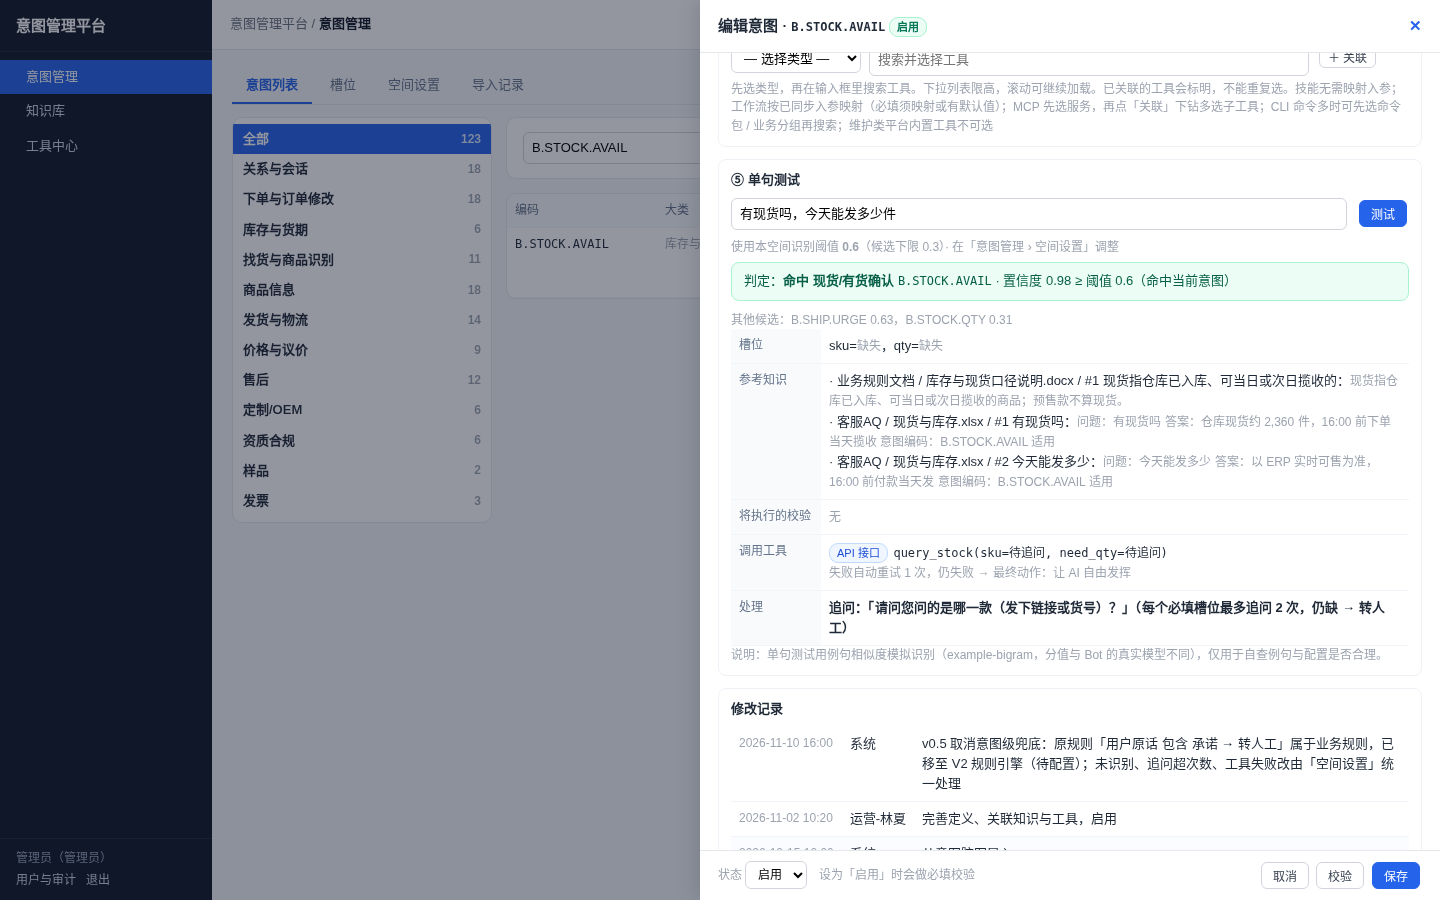 意图管理平台
意图管理
知识库
工具中心
管理员（管理员）
用户与审计 退出
意图管理平台 / 意图管理
意图列表 槽位 空间设置 导入记录
全部 123
关系与会话 18
下单与订单修改 18
库存与货期 6
找货与商品识别 11
商品信息 18
发货与物流 14
价格与议价 9
售后 12
定制/OEM 6
资质合规 6
样品 2
发票 3
B.STOCK.AVAIL
编码 大类
B.STOCK.AVAIL 库存与
编辑意图 · B.STOCK.AVAIL 启用 ×
— 选择类型 — 搜索并选择工具 ＋ 关联
先选类型，再在输入框里搜索工具。下拉列表限高，滚动可继续加载。已关联的工具会标明，不能重复选。技能无需映射入参；
工作流按已同步入参映射（必填须映射或有默认值）；MCP 先选服务，再点「关联」下钻多选子工具；CLI 命令多时可先选命令
包 / 业务分组再搜索；维护类平台内置工具不可选
⑤ 单句测试
有现货吗，今天能发多少件 测试
使用本空间识别阈值 0.6（候选下限 0.3）· 在「意图管理 › 空间设置」调整
判定：命中 现货/有货确认 B.STOCK.AVAIL · 置信度 0.98 ≥ 阈值 0.6（命中当前意图）
其他候选：B.SHIP.URGE 0.63，B.STOCK.QTY 0.31
槽位 sku=缺失，qty=缺失
参考知识 · 业务规则文档 / 库存与现货口径说明.docx / #1 现货指仓库已入库、可当日或次日揽收的：现货指仓
库已入库、可当日或次日揽收的商品；预售款不算现货。
· 客服AQ / 现货与库存.xlsx / #1 有现货吗：问题：有现货吗 答案：仓库现货约 2,360 件，16:00 前下单
当天揽收 意图编码：B.STOCK.AVAIL 适用
· 客服AQ / 现货与库存.xlsx / #2 今天能发多少：问题：今天能发多少 答案：以 ERP 实时可售为准，
16:00 前付款当天发 意图编码：B.STOCK.AVAIL 适用
将执行的校验 无
调用工具 API 接口 query_stock(sku=待追问, need_qty=待追问)
失败自动重试 1 次，仍失败 → 最终动作：让 AI 自由发挥
处理 追问：「请问您问的是哪一款（发下链接或货号）？」（每个必填槽位最多追问 2 次，仍缺 → 转人
工）
说明：单句测试用例句相似度模拟识别（example-bigram，分值与 Bot 的真实模型不同），仅用于自查例句与配置是否合理。
修改记录
2026-11-10 16:00 系统 v0.5 取消意图级兜底：原规则「用户原话 包含 承诺 → 转人工」属于业务规则，已
移至 V2 规则引擎（待配置）；未识别、追问超次数、工具失败改由「空间设置」统
一处理
2026-11-02 10:20 运营-林夏 完善定义、关联知识与工具，启用
状态 启用 设为「启用」时会做必填校验 取消 校验 保存